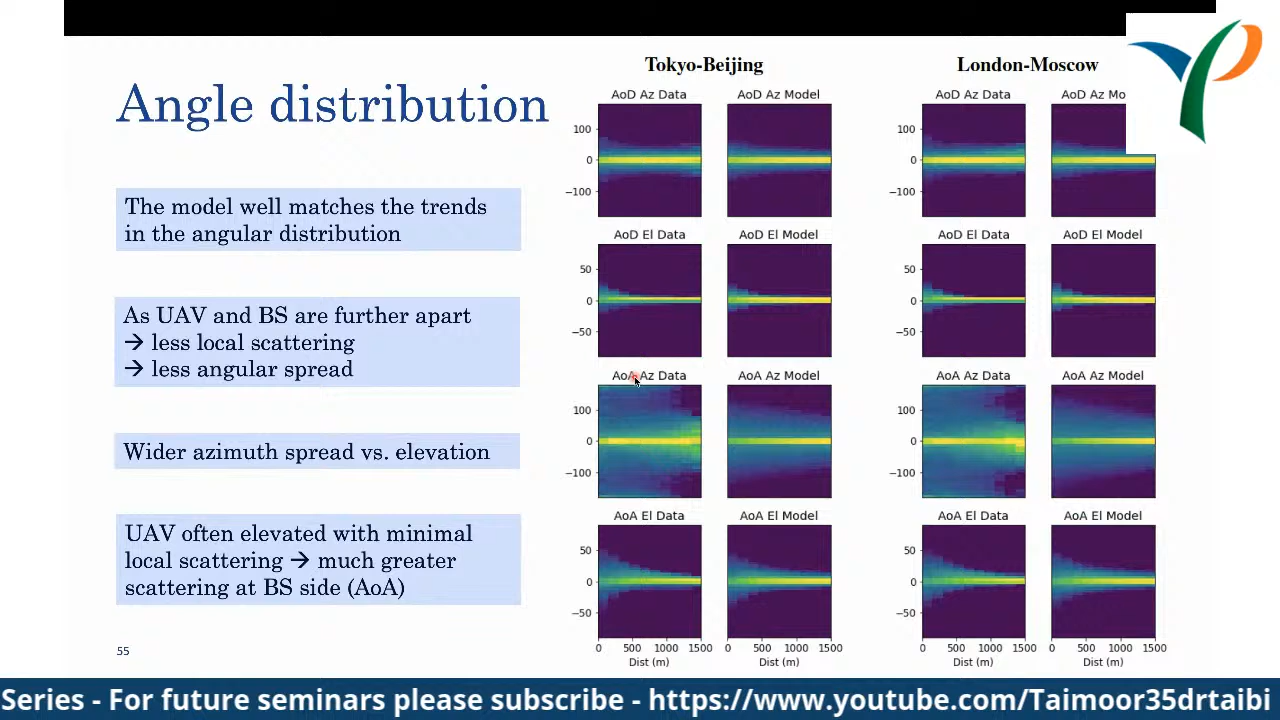 Angle distribution
The model well matches the trends
in the angular distribution
As UAV and BS are further apart
→ less local scattering
→ less angular spread
Wider azimuth spread vs. elevation
UAV often elevated with minimal
local scattering → much greater
scattering at BS side (AoA)
55
Tokyo-Beijing
London-Moscow
AoD Az Data
AoD Az Model
AoD Az Data
AoD Az Mo
100
0
−100
100
0
−100
AoD El Data
AoD El Model
AoD El Data
AoD El Model
50
0
−50
50
0
−50
AoA Az Data
AoA Az Model
AoA Az Data
AoA Az Model
100
0
−100
100
0
−100
AoA El Data
AoA El Model
AoA El Data
AoA El Model
50
0
−50
50
0
−50
0 500 1000 1500
0 500 1000 1500
0 500 1000 1500
0 500 1000 1500
Dist (m)
Dist (m)
Dist (m)
Dist (m)
Series - For future seminars please subscribe - https://www.youtube.com/Taimoor35drtaibi